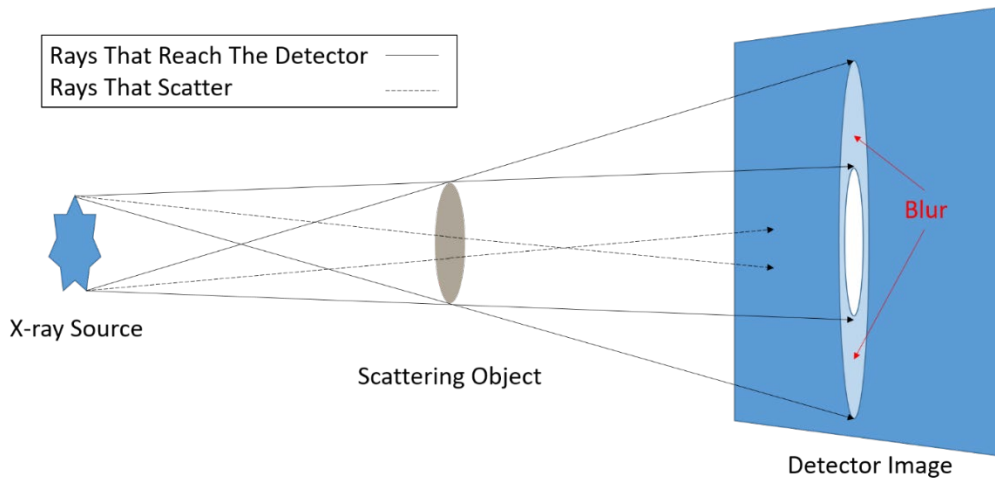 Rays That Reach The Detector
Rays That Scatter
Blur
X-ray Source
Scattering Object
Detector Image